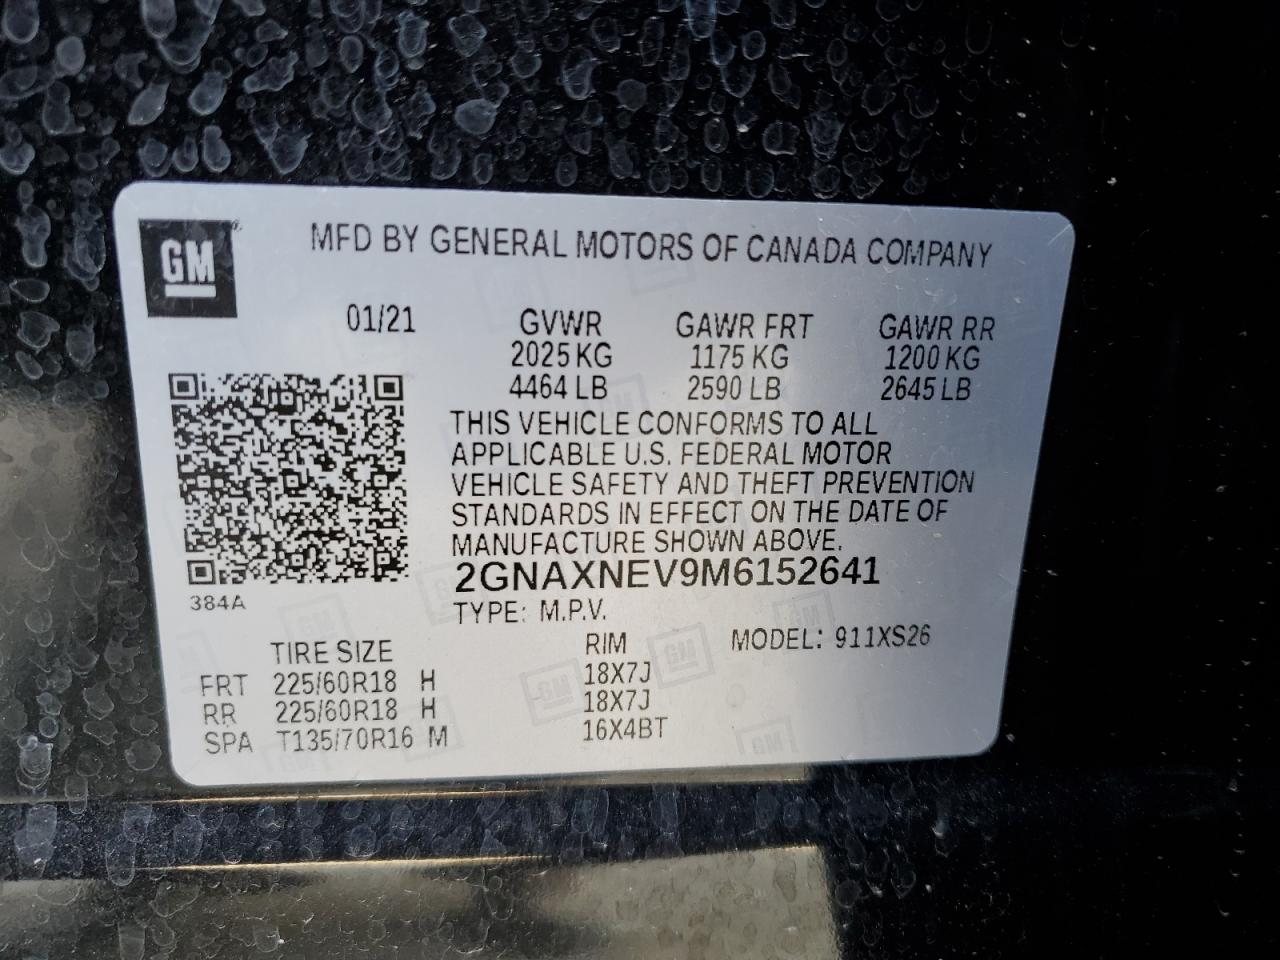 GM
MFD BY GENERAL MOTORS OF CANADA COMPANY
01/21 GVWR GAWR FRT GAWR RR
2025 KG 1175 KG 1200 KG
4464 LB 2590 LB 2645 LB
THIS VEHICLE CONFORMS TO ALL
APPLICABLE U.S. FEDERAL MOTOR
VEHICLE SAFETY AND THEFT PREVENTION
STANDARDS IN EFFECT ON THE DATE OF
MANUFACTURE SHOWN ABOVE.
2GNAXNEV9M6152641
384A
TYPE: M.P.V.
TIRE SIZE RIM MODEL: 911XS26
FRT 225/60R18 H 18X7J
RR 225/60R18 H 18X7J
SPA T135/70R16 M 16X4BT